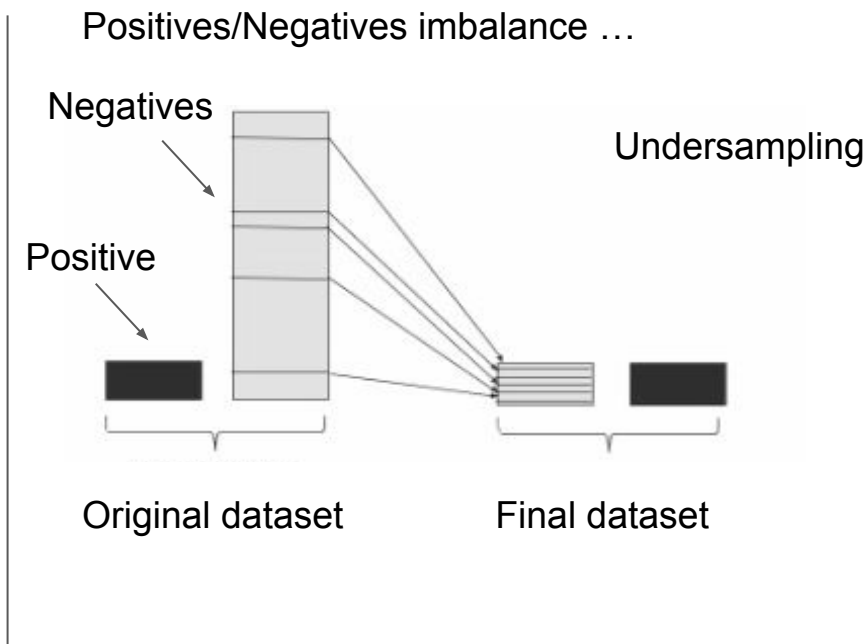 Positives/Negatives imbalance …
Negatives
Undersampling
Positive
Original dataset
Final dataset